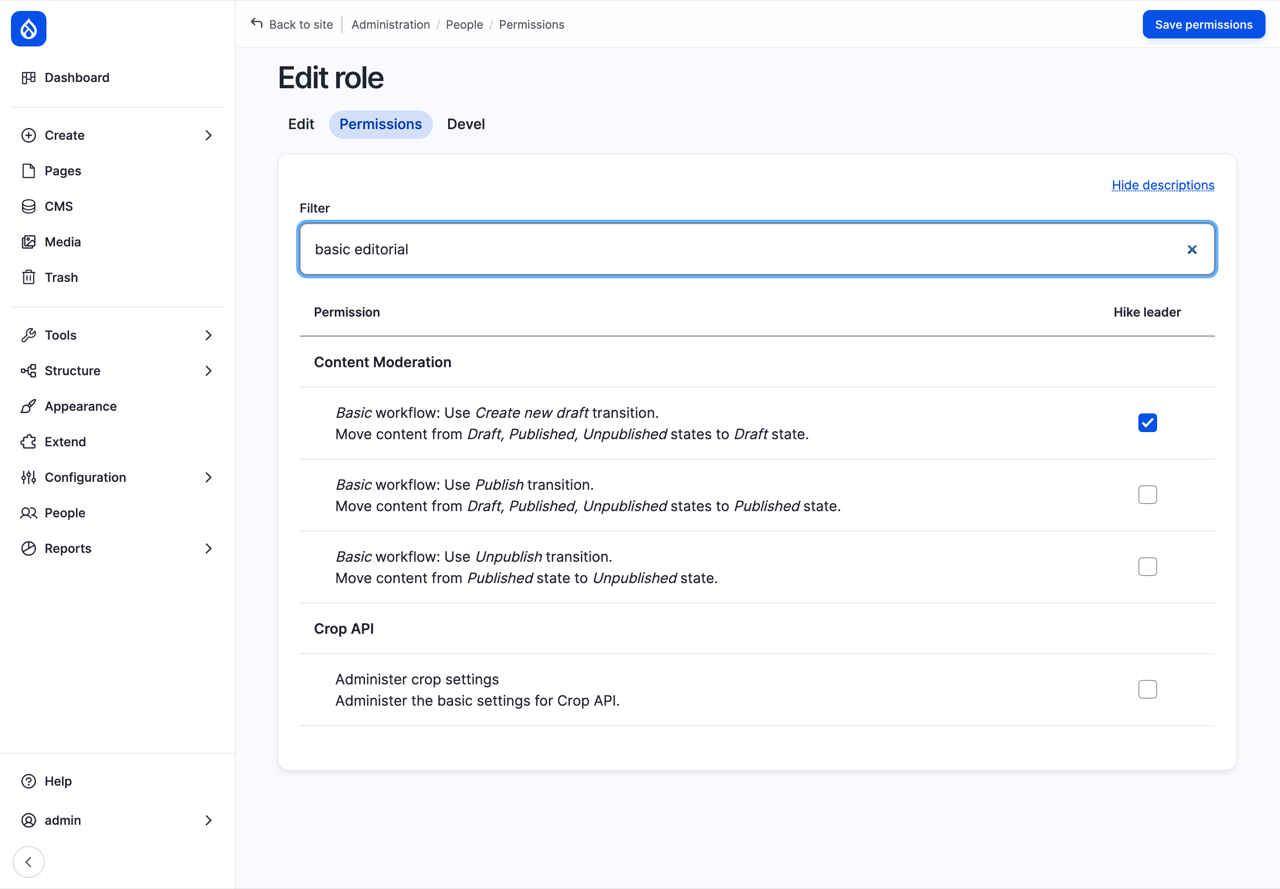 Back to site
Administration / People / Permissions
Save permissions
Dashboard
Create
Pages
CMS
Media
Trash
Tools
Structure
Appearance
Extend
Configuration
People
Reports
Help
admin
Edit role
Edit Permissions Devel
Hide descriptions
Filter
basic editorial
Permission Hike leader
Content Moderation
Basic workflow: Use Create new draft transition.
Move content from Draft, Published, Unpublished states to Draft state.
Basic workflow: Use Publish transition.
Move content from Draft, Published, Unpublished states to Published state.
Basic workflow: Use Unpublish transition.
Move content from Published state to Unpublished state.
Crop API
Administer crop settings
Administer the basic settings for Crop API.